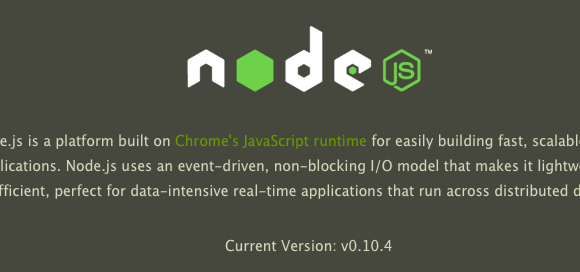 node JS ™
e.js is a platform built on Chrome's JavaScript runtime for easily building fast, scalabl
lications. Node.js uses an event-driven, non-blocking I/O model that makes it lightw
fficient, perfect for data-intensive real-time applications that run across distributed d
Current Version: v0.10.4